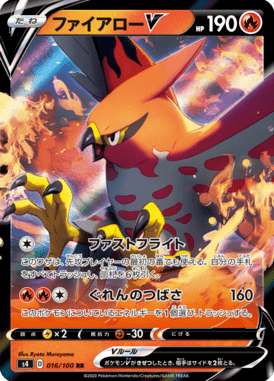 たね ファイアローV HP190
ファストフライト
このワザは、先攻プレイヤーの最初の番でも使える。自分の手札
をすべてトラッシュし、山札を6枚引く。
ぐれんのつばさ 160
このポケモンについているエネルギーを1個選び、トラッシュする。
弱点 ×2 抵抗力 -30 にげる
Vルール
ポケモンVがきぜつしたとき、相手はサイドを2枚とる。
Illus. Ryota Murayama
s4 D 016/100 RR
©2020 Pokémon/Nintendo/Creatures/GAME FREAK.